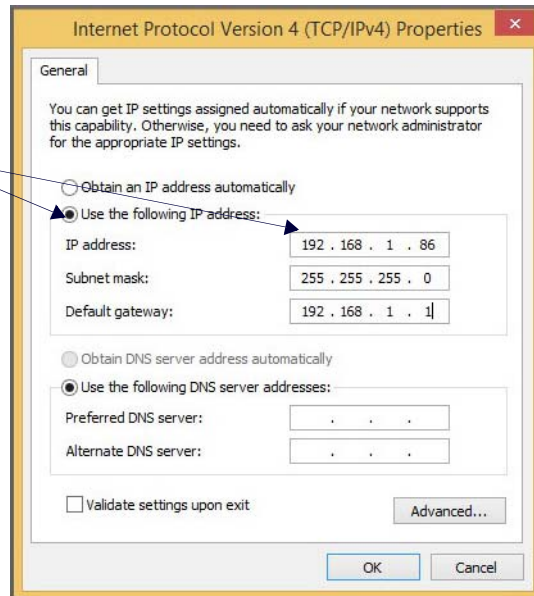 Internet Protocol Version 4 (TCP/IPv4) Properties
General
You can get IP settings assigned automatically if your network supports
this capability. Otherwise, you need to ask your network administrator
for the appropriate IP settings.
Obtain an IP address automatically
Use the following IP address:
IP address: 192 . 168 . 1 . 86
Subnet mask: 255 . 255 . 255 . 0
Default gateway: 192 . 168 . 1 . 1
Obtain DNS server address automatically
Use the following DNS server addresses:
Preferred DNS server: . . .
Alternate DNS server: . . .
Validate settings upon exit
Advanced...
OK Cancel